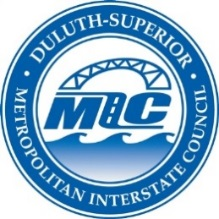 DULUTH-SUPERIOR
MIC
METROPOLITAN INTERSTATE COUNCIL